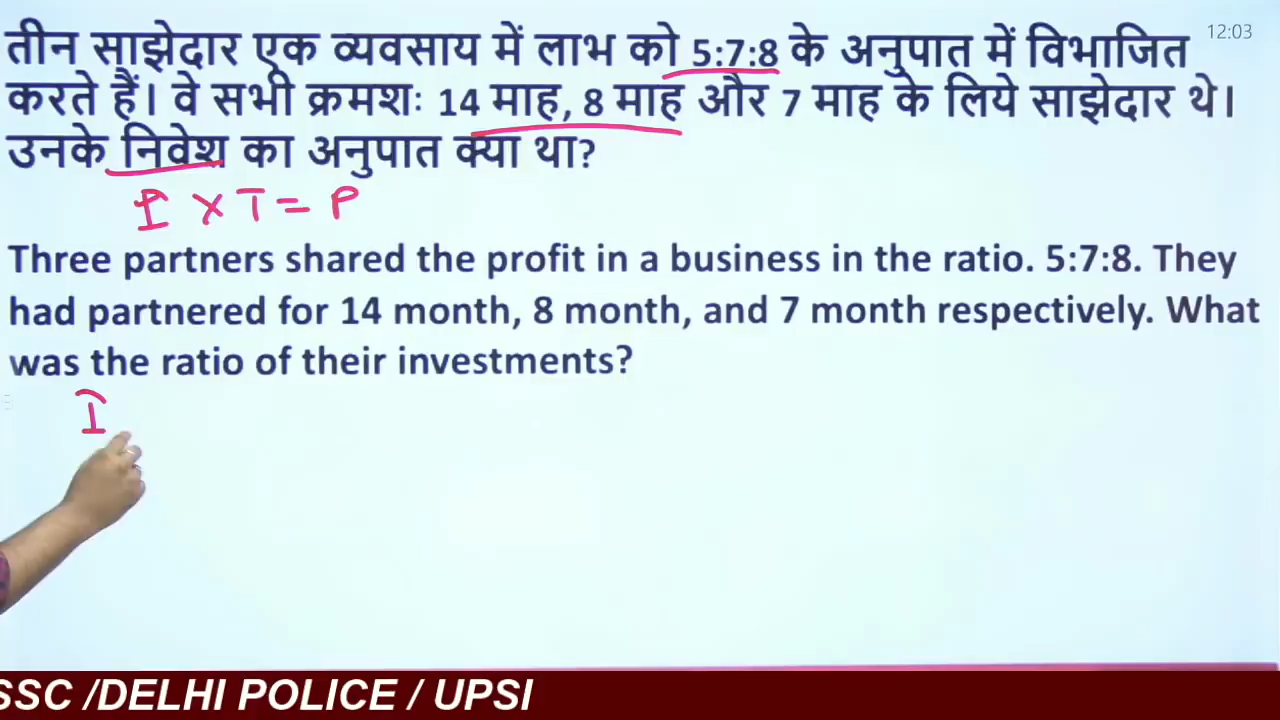 12:03
तीन साझेदार एक व्यवसाय में लाभ को 5:7:8 के अनुपात में विभाजित
करते हैं। वे सभी क्रमशः 14 माह, 8 माह और 7 माह के लिये साझेदार थे।
उनके निवेश का अनुपात क्या था?
I × T = P
Three partners shared the profit in a business in the ratio. 5:7:8. They
had partnered for 14 month, 8 month, and 7 month respectively. What
was the ratio of their investments?
I
SSC /DELHI POLICE / UPSI